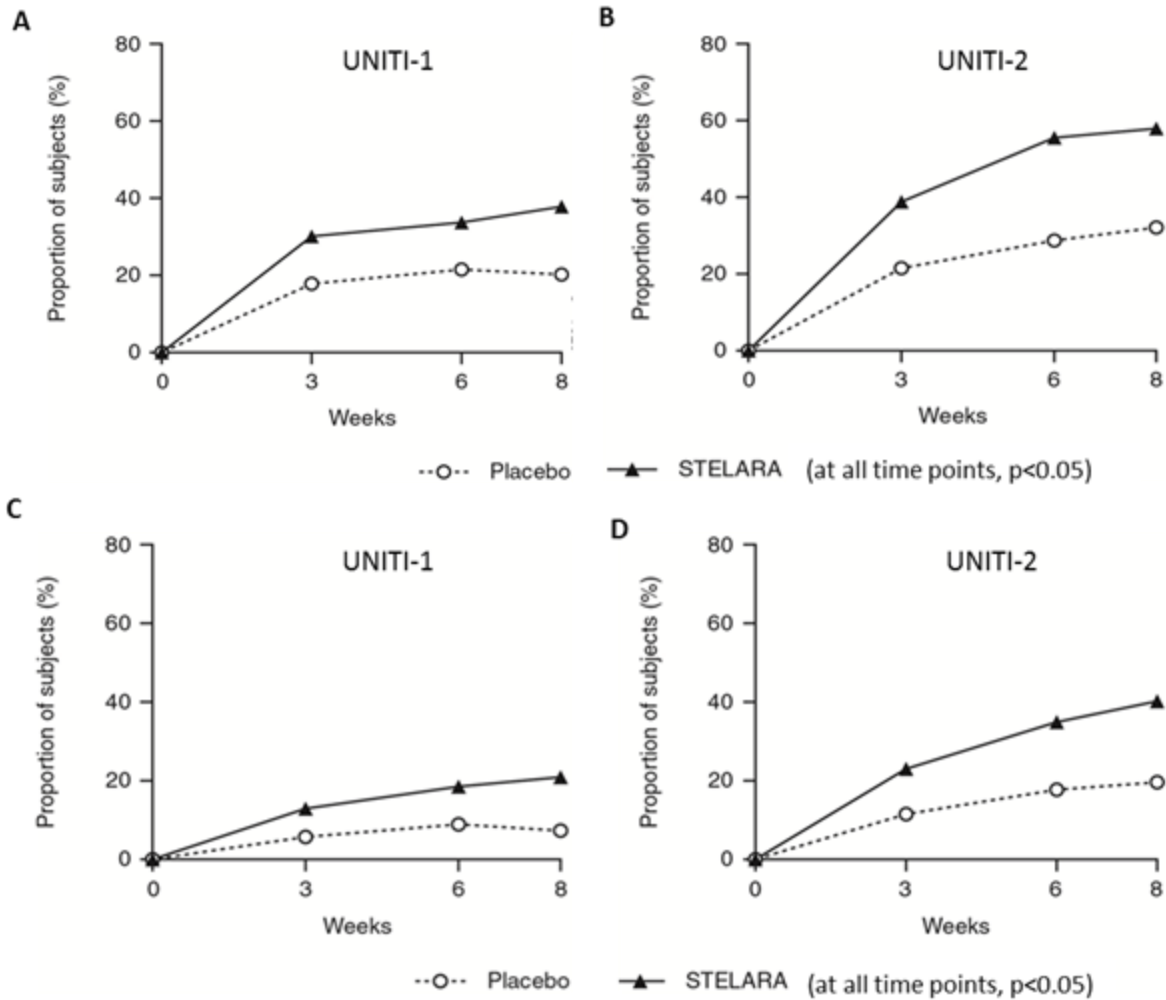 A
UNITI-1
Proportion of subjects (%)
80
60
40
20
0
0 3 6 8
Weeks
B
UNITI-2
Proportion of subjects (%)
80
60
40
20
0
0 3 6 8
Weeks
Placebo STELARA (at all time points, p<0.05)
C
UNITI-1
Proportion of subjects (%)
80
60
40
20
0
0 3 6 8
Weeks
D
UNITI-2
Proportion of subjects (%)
80
60
40
20
0
0 3 6 8
Weeks
Placebo STELARA (at all time points, p<0.05)